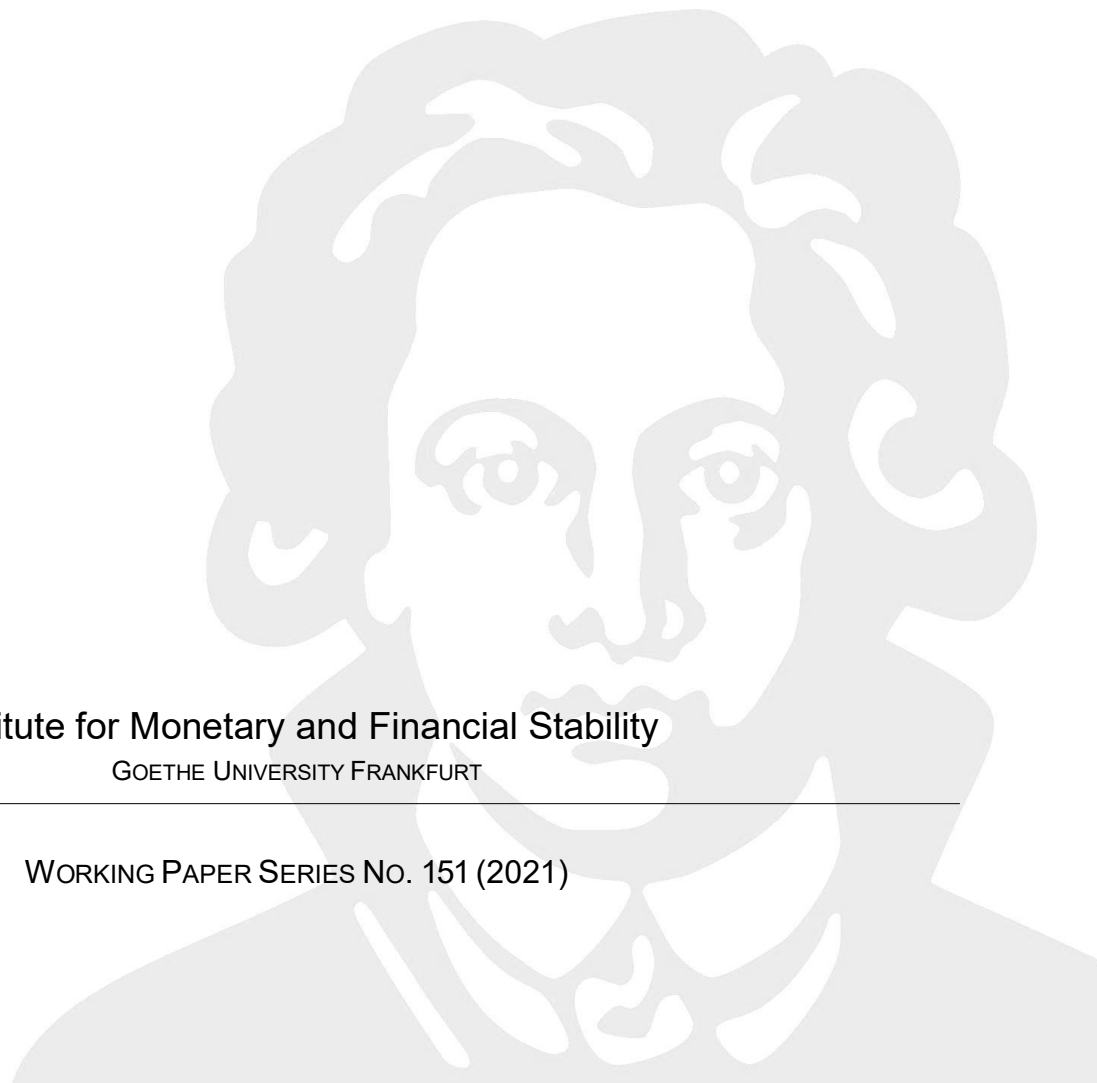 itute for Monetary and Financial Stability
GOETHE UNIVERSITY FRANKFURT
WORKING PAPER SERIES NO. 151 (2021)